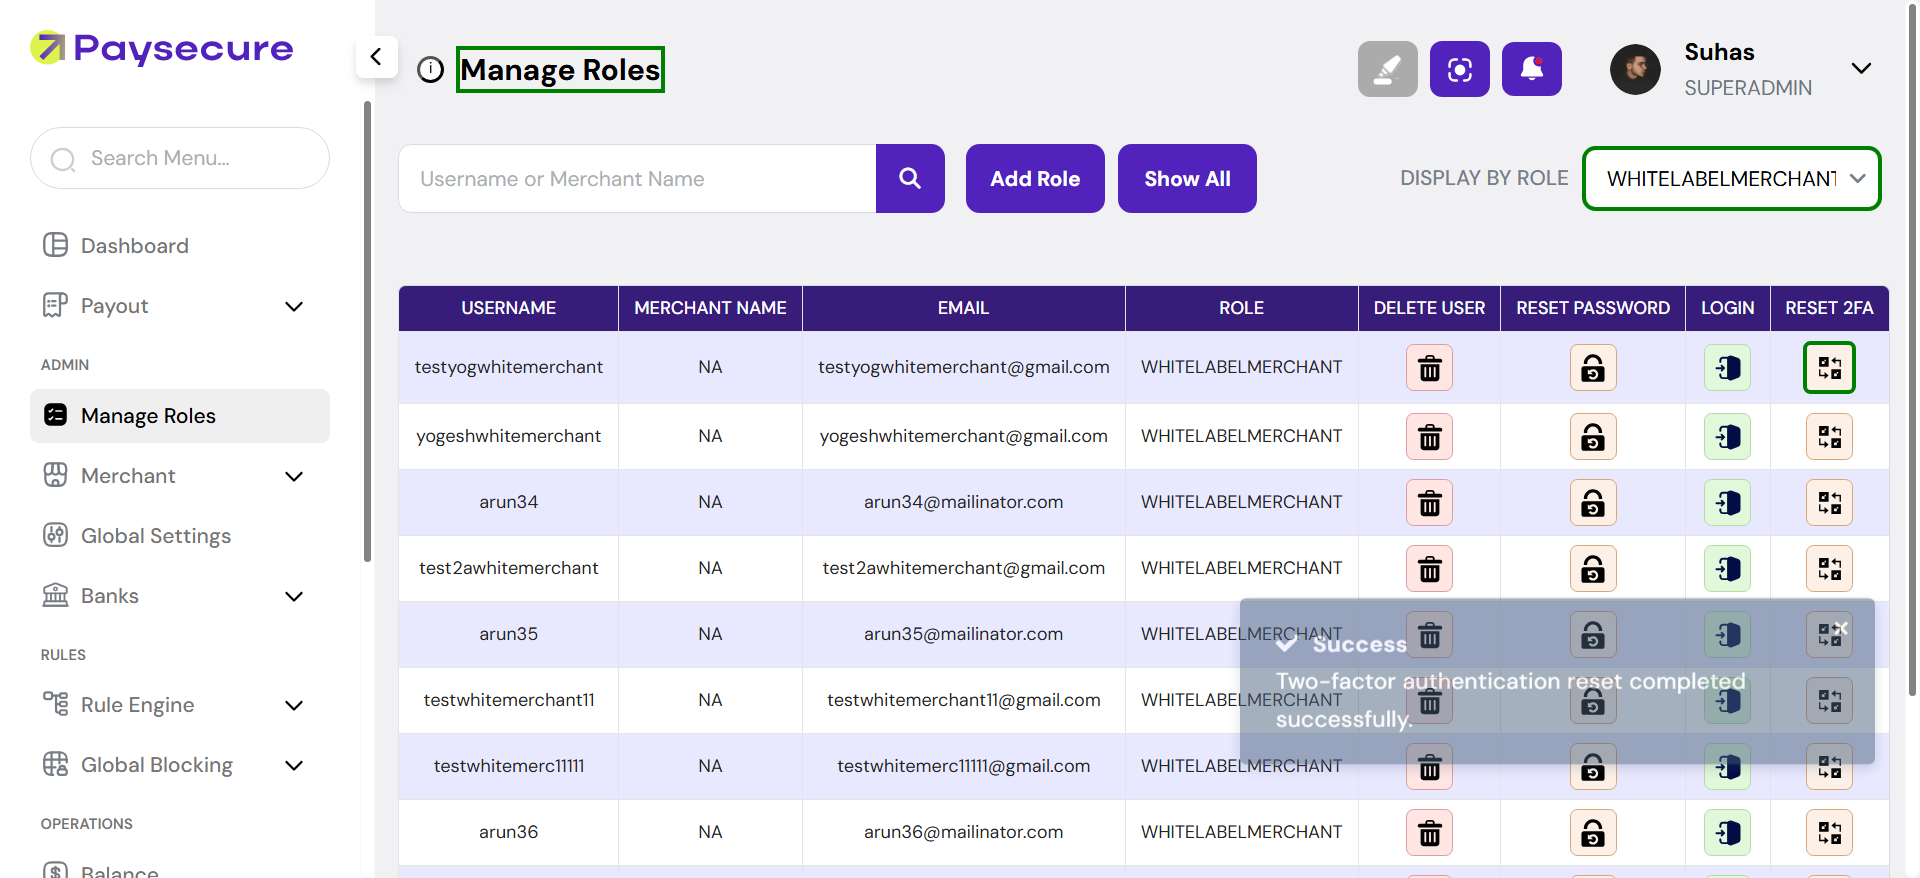 Paysecure
Manage Roles
Suhas
SUPERADMIN
Search Menu...
Username or Merchant Name
Add Role
Show All
DISPLAY BY ROLE
WHITELABELMERCHANT
Dashboard
Payout
ADMIN
Manage Roles
Merchant
Global Settings
Banks
RULES
Rule Engine
Global Blocking
OPERATIONS
Balance
USERNAME MERCHANT NAME EMAIL ROLE DELETE USER RESET PASSWORD LOGIN RESET 2FA
testyogwhitemerchant NA testyogwhitemerchant@gmail.com WHITELABELMERCHANT
yogeshwhitemerchant NA yogeshwhitemerchant@gmail.com WHITELABELMERCHANT
arun34 NA arun34@mailinator.com WHITELABELMERCHANT
test2awhitemerchant NA test2awhitemerchant@gmail.com WHITELABELMERCHANT
arun35 NA arun35@mailinator.com WHITELABELMERCHANT
testwhitemerchant11 NA testwhitemerchant11@gmail.com WHITELABELMERCHANT
testwhitemerc11111 NA testwhitemerc11111@gmail.com WHITELABELMERCHANT
arun36 NA arun36@mailinator.com WHITELABELMERCHANT
Success
Two-factor authentication reset completed
successfully.